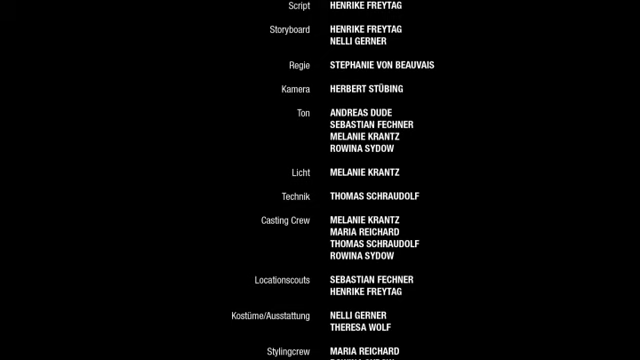 Script HENRIKE FREYTAG
Storyboard HENRIKE FREYTAG
NELLI GERNER
Regie STEPHANIE VON BEAUVAIS
Kamera HERBERT STÜBING
Ton ANDREAS DUDE
SEBASTIAN FECHNER
MELANIE KRANTZ
ROWINA SYDOW
Licht MELANIE KRANTZ
Technik THOMAS SCHRAUDOLF
Casting Crew MELANIE KRANTZ
MARIA REICHARD
THOMAS SCHRAUDOLF
ROWINA SYDOW
Locationscouts SEBASTIAN FECHNER
HENRIKE FREYTAG
Kostüme/Ausstattung NELLI GERNER
THERESA WOLF
Stylingcrew MARIA REICHARD